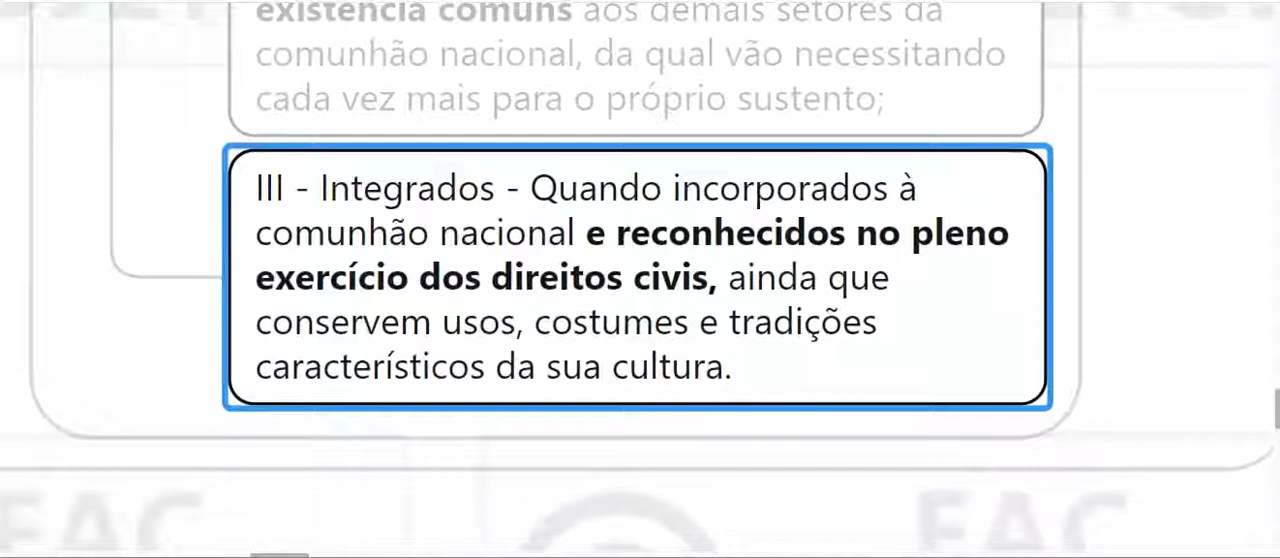 existência comuns aos demais setores da
comunhão nacional, da qual vão necessitando
cada vez mais para o próprio sustento;
III - Integrados - Quando incorporados à
comunhão nacional e reconhecidos no pleno
exercício dos direitos civis, ainda que
conservem usos, costumes e tradições
característicos da sua cultura.